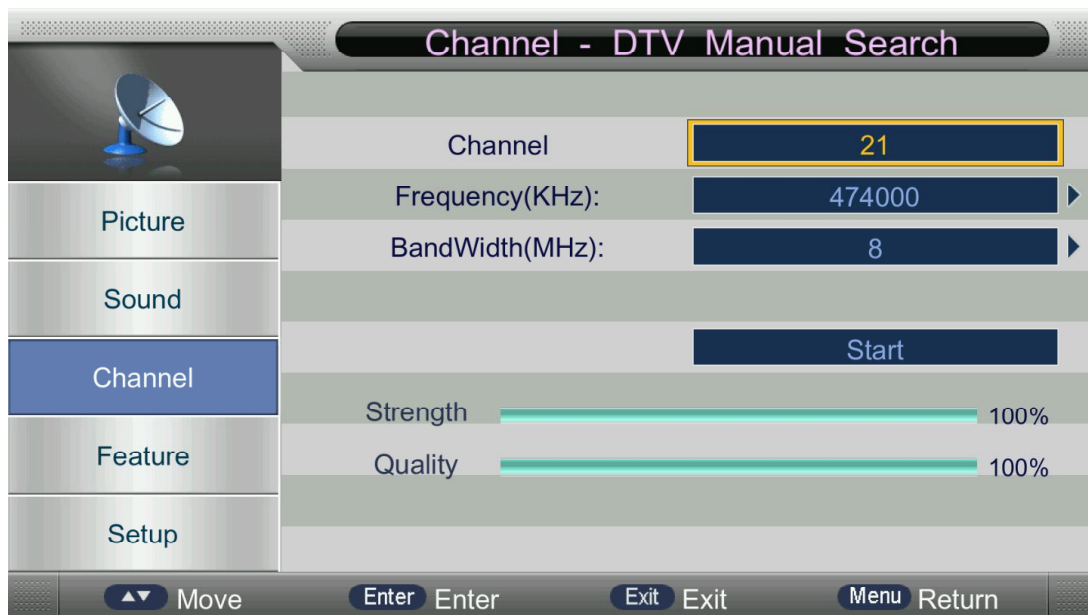 Channel - DTV Manual Search
Picture
Sound
Channel
Feature
Setup
Channel 21
Frequency(KHz): 474000
BandWidth(MHz): 8
Start
Strength 100%
Quality 100%
Move Enter Enter Exit Exit Menu Return